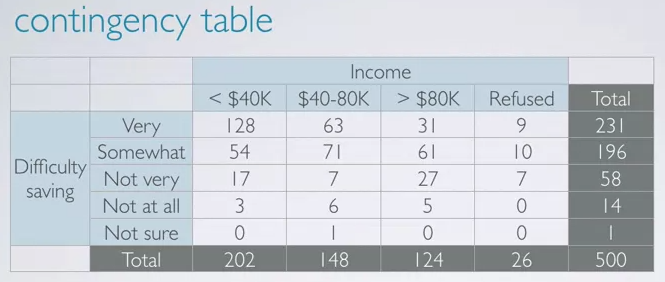 contingency table
Income
< $40K $40-80K > $80K Refused Total
Difficulty saving
Very 128 63 31 9 231
Somewhat 54 71 61 10 196
Not very 17 7 27 7 58
Not at all 3 6 5 0 14
Not sure 0 1 0 0 1
Total 202 148 124 26 500